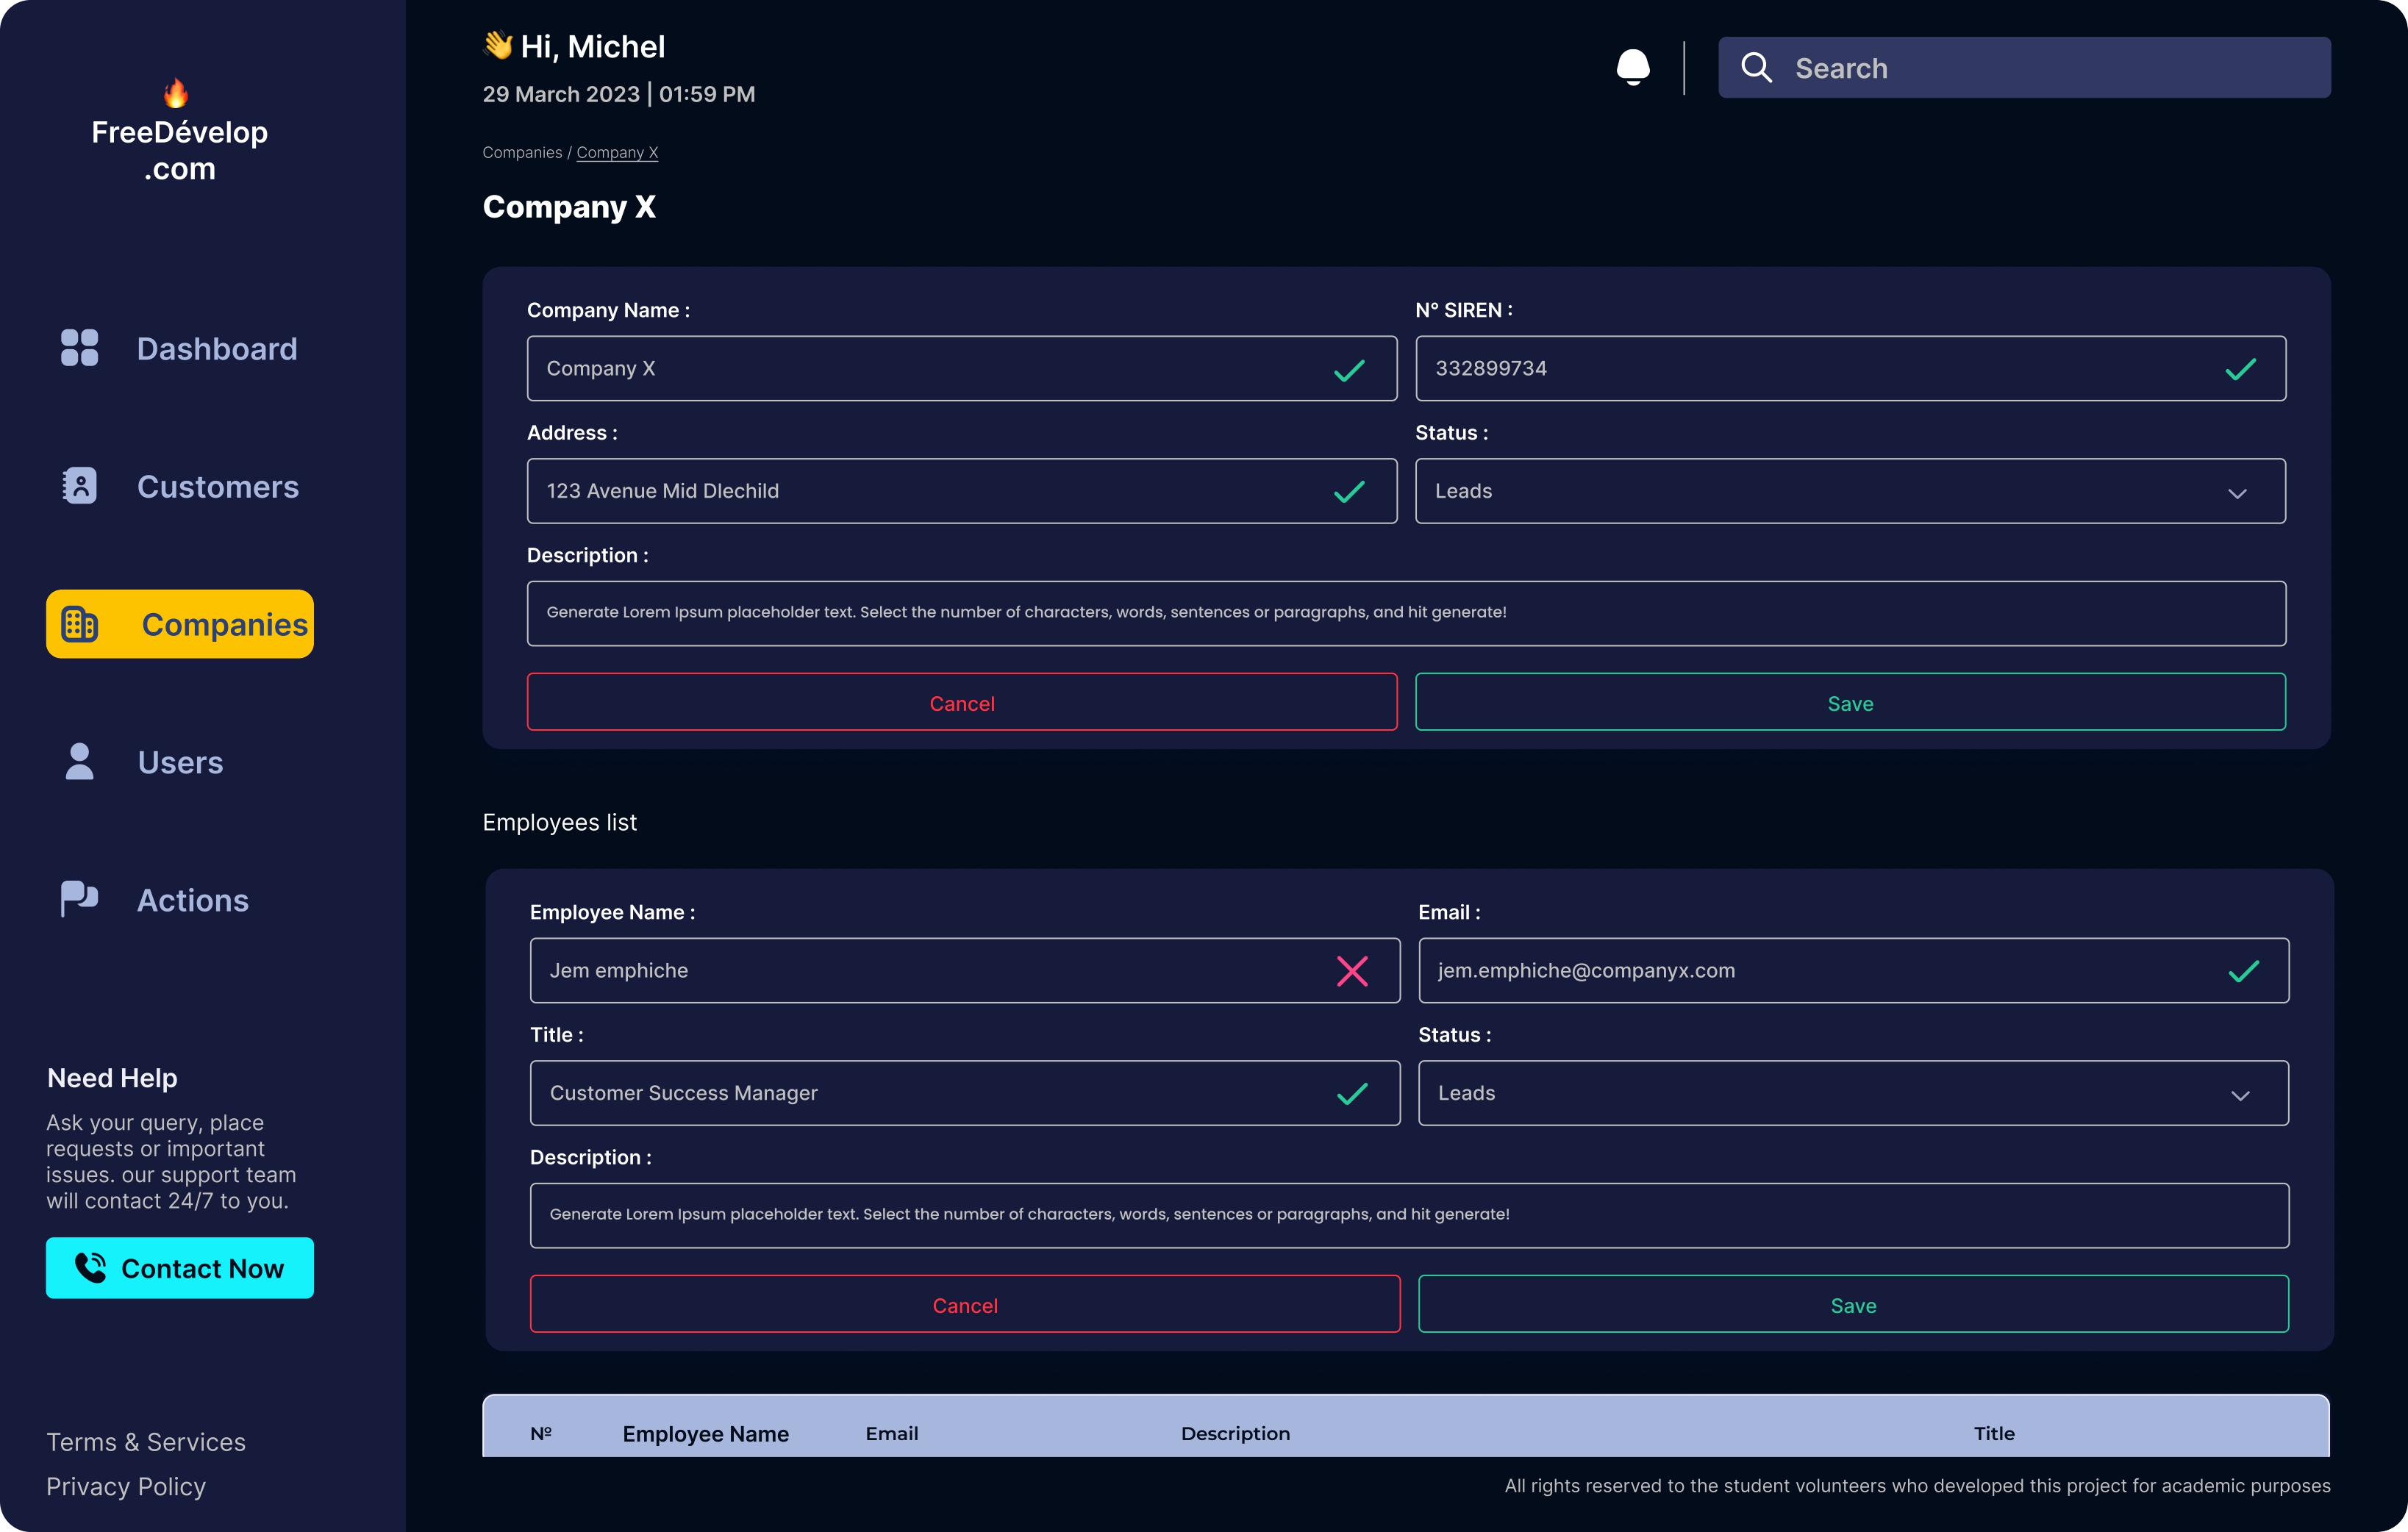 FreeDévelop
.com
Dashboard
Customers
Companies
Users
Actions
Need Help
Ask your query, place
requests or important
issues. our support team
will contact 24/7 to you.
Contact Now
Terms & Services
Privacy Policy
Hi, Michel
29 March 2023 | 01:59 PM
Search
Companies / Company X
Company X
Company Name :
N° SIREN :
Company X
332899734
Address :
Status :
123 Avenue Mid Dlechild
Leads
Description :
Generate Lorem Ipsum placeholder text. Select the number of characters, words, sentences or paragraphs, and hit generate!
Cancel
Save
Employees list
Employee Name :
Email :
Jem emphiche
jem.emphiche@companyx.com
Title :
Status :
Customer Success Manager
Leads
Description :
Generate Lorem Ipsum placeholder text. Select the number of characters, words, sentences or paragraphs, and hit generate!
Cancel
Save
Nº Employee Name Email Description Title
All rights reserved to the student volunteers who developed this project for academic purposes